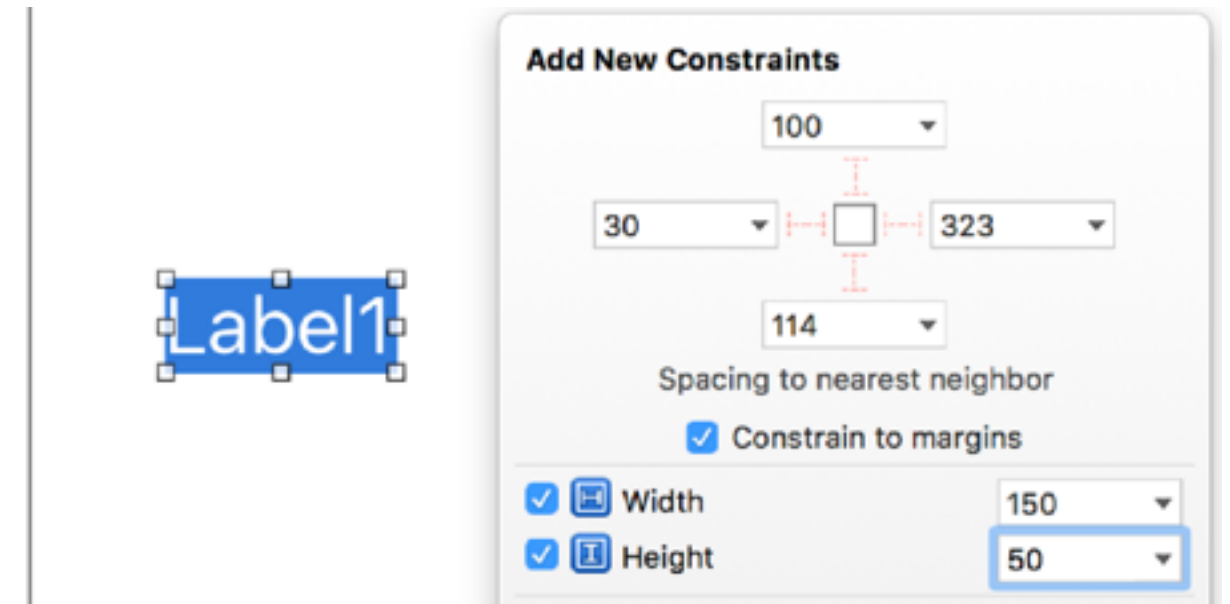 Add New Constraints
100
30
323
Label1
114
Spacing to nearest neighbor
Constrain to margins
Width
150
Height
50